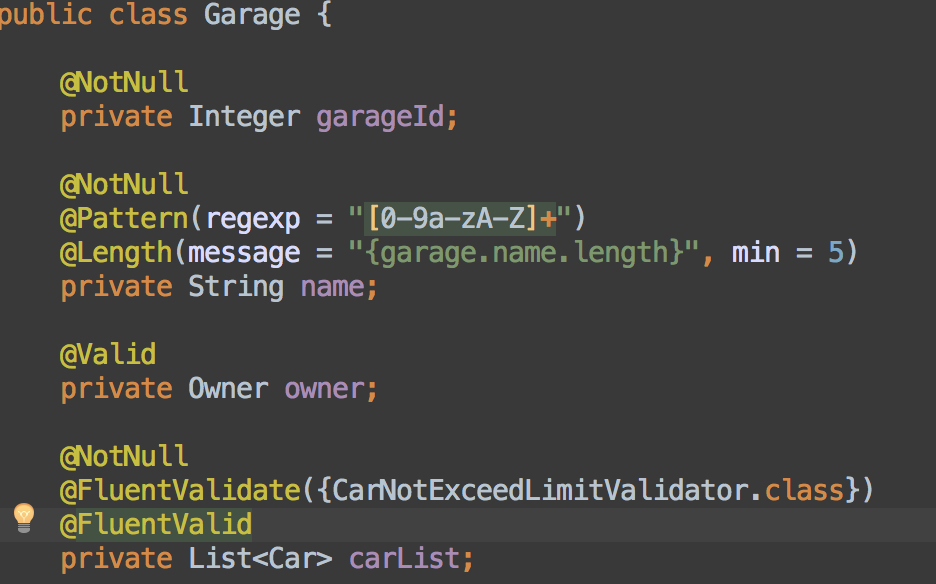 public class Garage {
@NotNull
private Integer garageId;
@NotNull
@Pattern(regexp = "[0-9a-zA-Z]+")
@Length(message = "{garage.name.length}", min = 5)
private String name;
@Valid
private Owner owner;
@NotNull
@FluentValidate({CarNotExceedLimitValidator.class})
@FluentValid
private List<Car> carList;